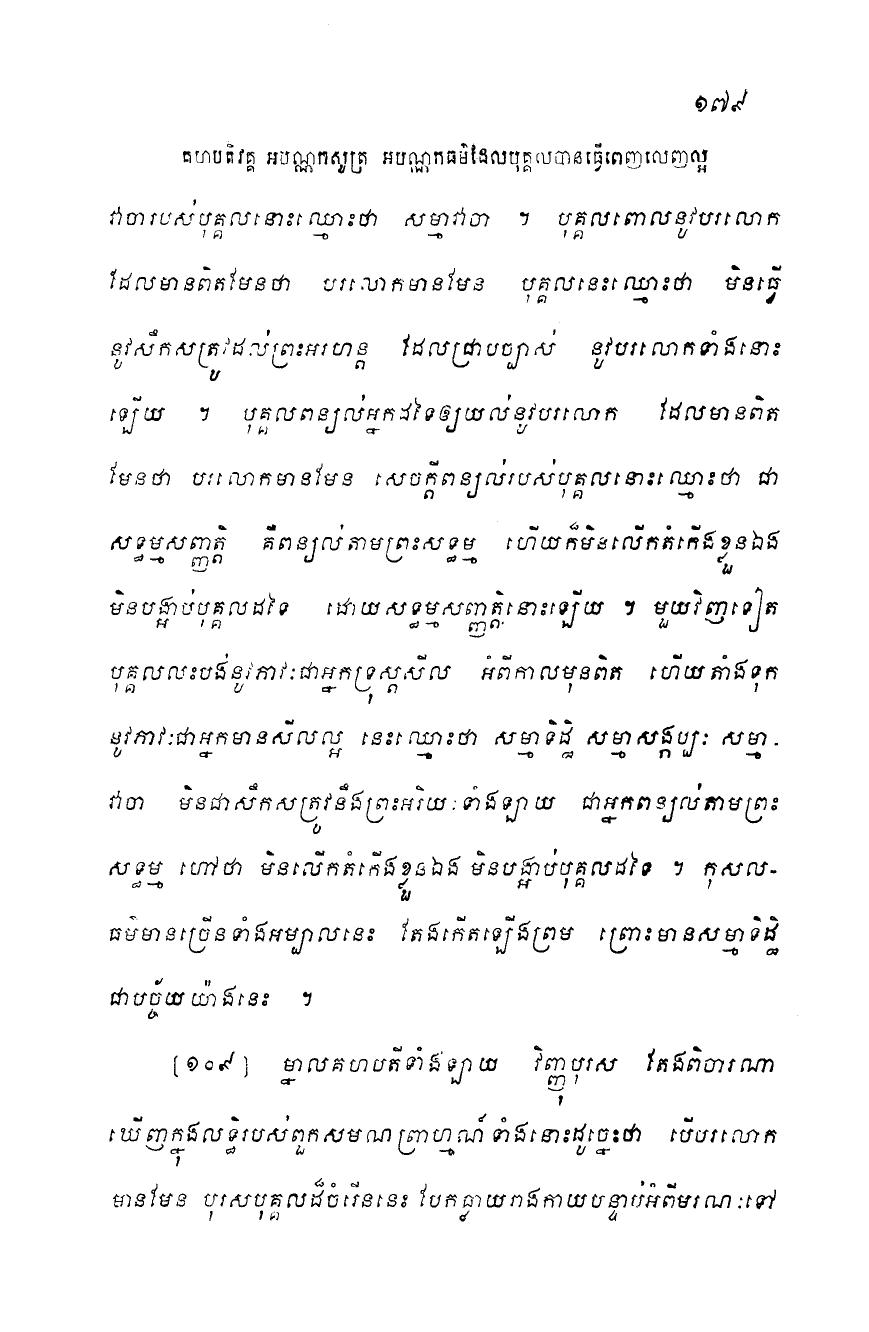 ១៧៩
គហបតិវគ្គ អបណ្ណកសូត្រ អបណ្ណកធម៌ដែលបុគ្គលបានធ្វើពេញលេញល្អ
វាចារបស់បុគ្គលនោះឈ្មោះថា សម្មាវាចា ។ បុគ្គលពោលនូវបរលោក
ដែលមានពិតមែនថា បរលោកមានមែន បុគ្គលនេះឈ្មោះថា មិនធ្វើ
នូវសឹកសត្រូវដល់ព្រះអរហន្ត ដែលជ្រាបច្បាស់ នូវបរលោកទាំងនោះ
ឡើយ ។ បុគ្គលពន្យល់អ្នកដទៃឲ្យយល់នូវបរលោក ដែលមានពិត
មែនថា បរលោកមានមែន សេចក្តីពន្យល់របស់បុគ្គលនោះឈ្មោះថា ជា
សទ្ធម្មសញ្ញត្តិ គឺពន្យល់តាមព្រះសទ្ធម្ម ហើយក៏មិនលើកតំកើងខ្លួនឯង
មិនបង្អាប់បុគ្គលដទៃ ដោយសទ្ធម្មសញ្ញត្តិនោះឡើយ ។ មួយវិញទៀត
បុគ្គលលះបង់នូវភាវៈជាអ្នកទ្រុស្តសីល អំពីកាលមុនពិត ហើយតាំងទុក
នូវភាវៈជាអ្នកមានសីលល្អ នេះឈ្មោះថា សម្មាទិដ្ឋិ សម្មាសង្កប្បៈ សម្មា-
វាចា មិនជាសឹកសត្រូវនឹងព្រះអរិយៈទាំងឡាយ ជាអ្នកពន្យល់តាមព្រះ
សទ្ធម្ម ហៅថា មិនលើកតំកើងខ្លួនឯង មិនបង្អាប់បុគ្គលដទៃ ។ កុសល-
ធម៌មានច្រើនទាំងអម្បាលនេះ តែងកើតឡើងព្រម ព្រោះមានសម្មាទិដ្ឋិ
ជាបច្ច័យយ៉ាងនេះ ។
[១០៩] ម្នាលគហបតីទាំងឡាយ វិញ្ញុបុរស តែងពិចារណា
ឃើញក្នុងលទ្ធិរបស់ពួកសមណព្រាហ្មណ៍ទាំងនោះដូច្នេះថា បើបរលោក
មានមែន បុរសបុគ្គលដ៏ចំរើននេះ បែកធ្លាយរាងកាយបន្ទាប់អំពីមរណៈទៅ